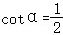 cot α = 1/2